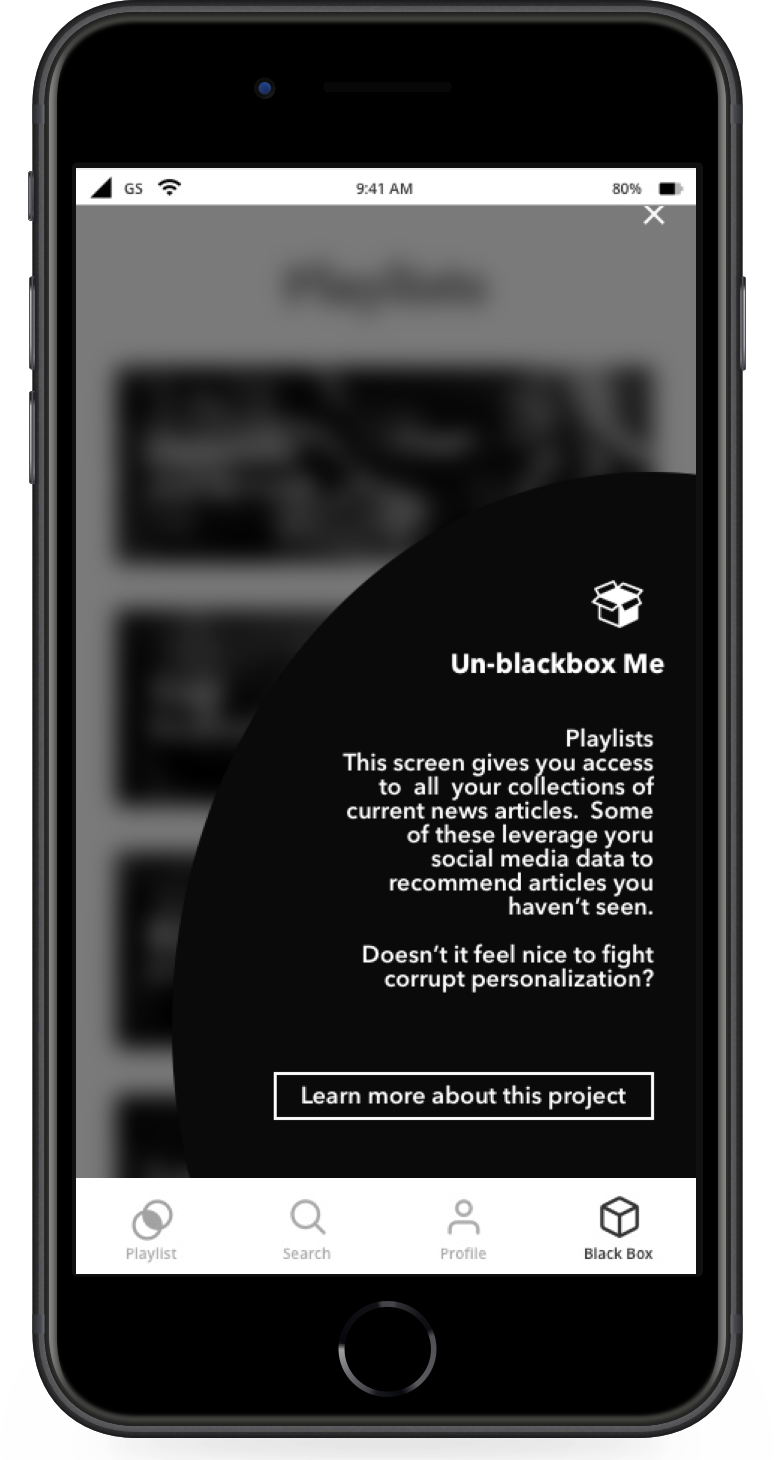 GS 9:41 AM 80%
Playlists
Un-blackbox Me
Playlists
This screen gives you access
to all your collections of
current news articles. Some
of these leverage yoru
social media data to
recommend articles you
haven't seen.
Doesn't it feel nice to fight
corrupt personalization?
Learn more about this project
Playlist Search Profile Black Box